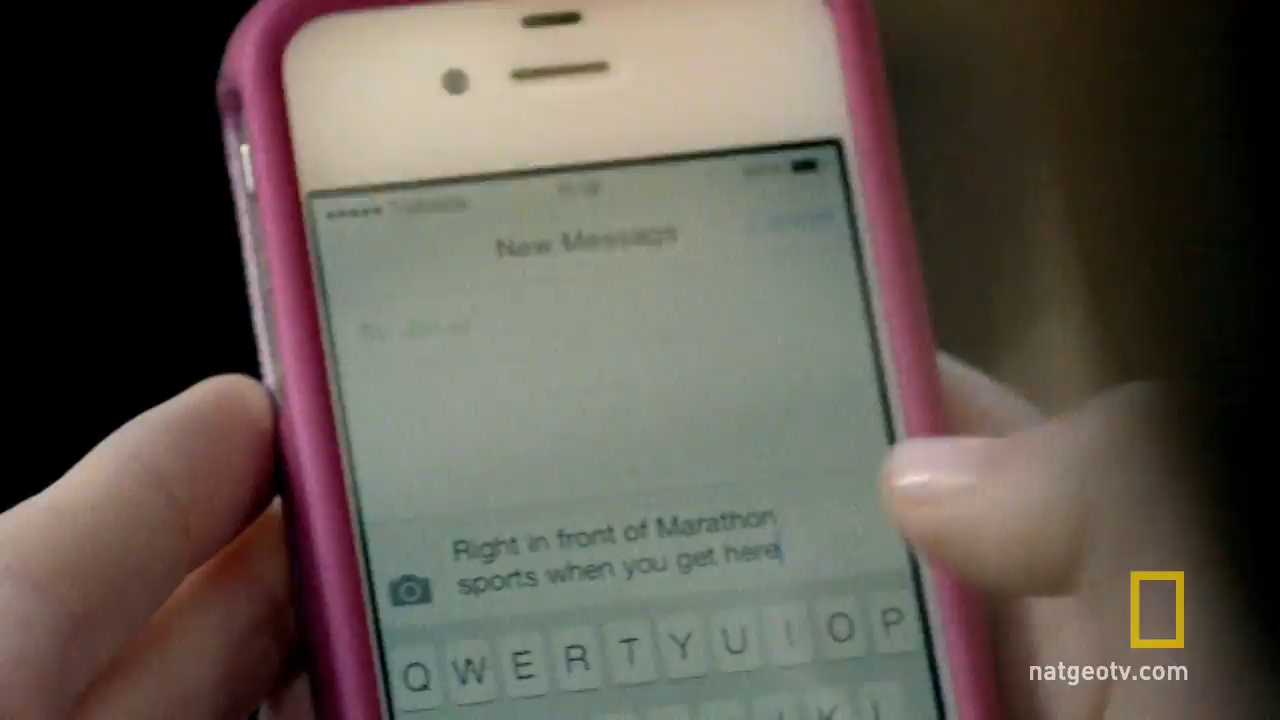 New Message
Right in front of Marathon
sports when you get here
Q W E R T Y U I O P
J K L
natgeotv.com